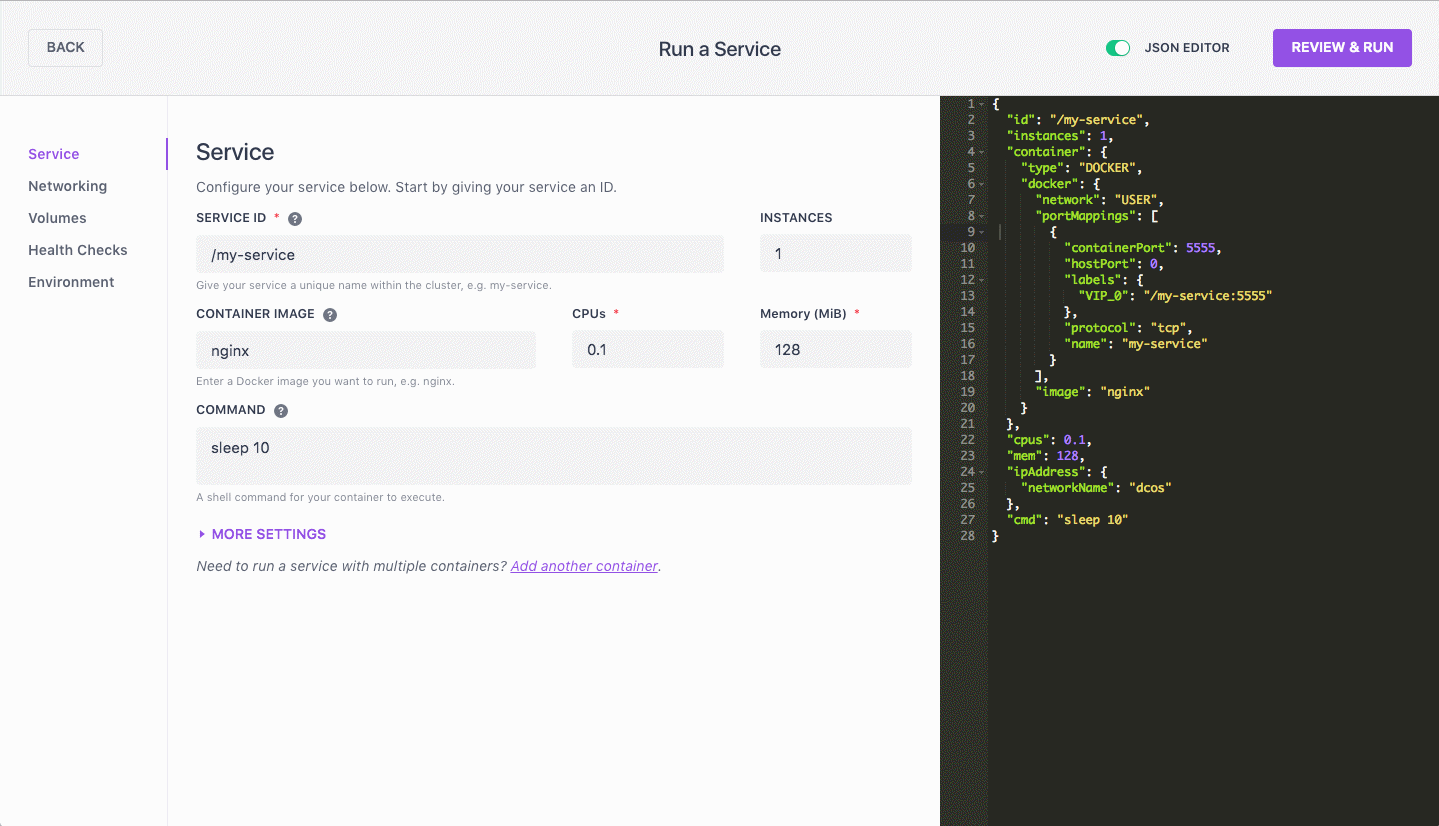 BACK
Run a Service
JSON EDITOR
REVIEW & RUN
Service
Networking
Volumes
Health Checks
Environment
Service
Configure your service below. Start by giving your service an ID.
SERVICE ID * ?
INSTANCES
/my-service
1
Give your service a unique name within the cluster, e.g. my-service.
CONTAINER IMAGE ?
CPUs *
Memory (MiB) *
nginx
0.1
128
Enter a Docker image you want to run, e.g. nginx.
COMMAND ?
sleep 10
A shell command for your container to execute.
MORE SETTINGS
Need to run a service with multiple containers? Add another container.
1 {
2 "id": "/my-service",
3 "instances": 1,
4 "container": {
5 "type": "DOCKER",
6 "docker": {
7 "network": "USER",
8 "portMappings": [
9 {
10 "containerPort": 5555,
11 "hostPort": 0,
12 "labels": {
13 "VIP_0": "/my-service:5555"
14 },
15 "protocol": "tcp",
16 "name": "my-service"
17 }
18 ],
19 "image": "nginx"
20 }
21 },
22 "cpus": 0.1,
23 "mem": 128,
24 "ipAddress": {
25 "networkName": "dcos"
26 },
27 "cmd": "sleep 10"
28 }